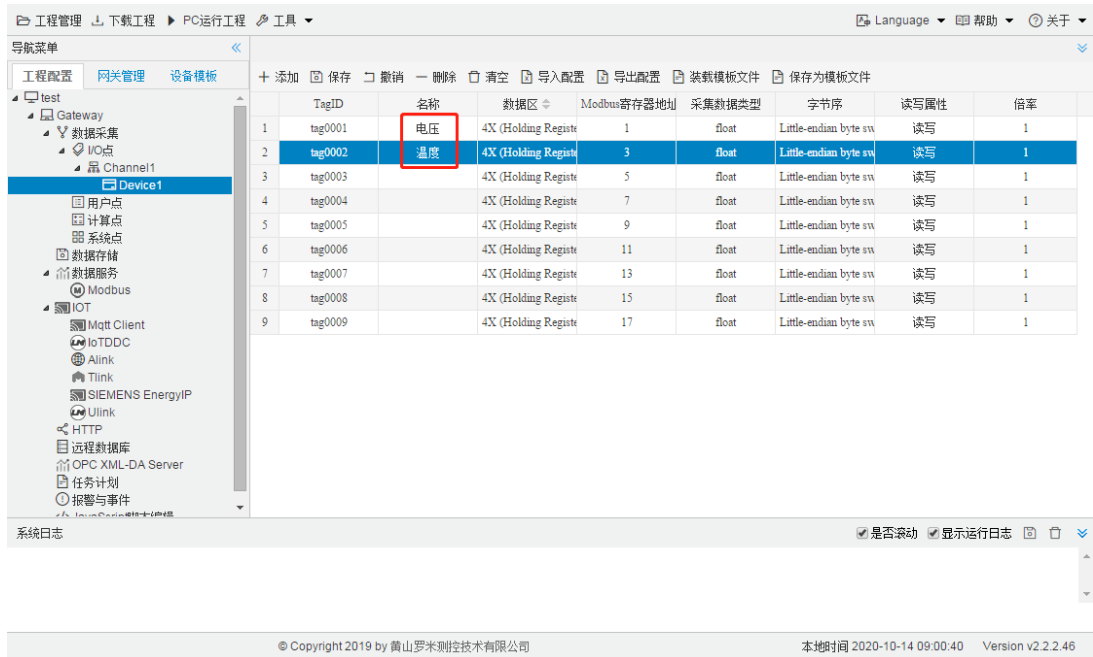 工程管理 下载工程 PC运行工程 工具 Language 帮助 关于
导航菜单
工程配置 网关管理 设备模板
添加 保存 撤销 删除 清空 导入配置 导出配置 装载模板文件 保存为模板文件
test
Gateway
数据采集
I/O点
Channel1
Device1
用户点
计算点
系统点
数据存储
数据服务
Modbus
IOT
Mqtt Client
IoTDDC
Alink
Tlink
SIEMENS EnergyIP
Ulink
HTTP
远程数据库
OPC XML-DA Server
任务计划
报警与事件
TagID 名称 数据区 Modbus寄存器地址 采集数据类型 字节序 读写属性 倍率
1 tag0001 电压 4X (Holding Registe 1 float Little-endian byte sw 读写 1
2 tag0002 温度 4X (Holding Registe 3 float Little-endian byte sw 读写 1
3 tag0003 4X (Holding Registe 5 float Little-endian byte sw 读写 1
4 tag0004 4X (Holding Registe 7 float Little-endian byte sw 读写 1
5 tag0005 4X (Holding Registe 9 float Little-endian byte sw 读写 1
6 tag0006 4X (Holding Registe 11 float Little-endian byte sw 读写 1
7 tag0007 4X (Holding Registe 13 float Little-endian byte sw 读写 1
8 tag0008 4X (Holding Registe 15 float Little-endian byte sw 读写 1
9 tag0009 4X (Holding Registe 17 float Little-endian byte sw 读写 1
系统日志 是否滚动 显示运行日志
© Copyright 2019 by 黄山罗米测控技术有限公司 本地时间 2020-10-14 09:00:40 Version v2.2.2.46